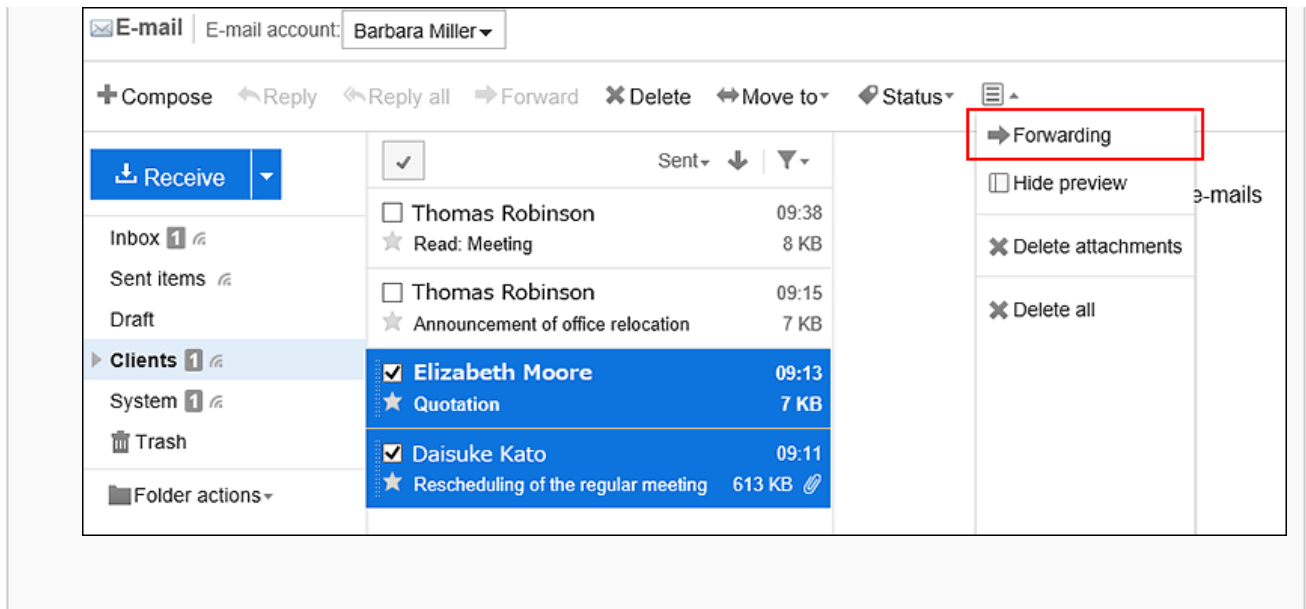 E-mail E-mail account: Barbara Miller
Compose Reply Reply all Forward Delete Move to Status
Forwarding
Hide preview
Delete attachments
Delete all
e-mails
Receive
Inbox 1
Sent items
Draft
Clients 1
System 1
Trash
Folder actions
Sent
Thomas Robinson 09:38
Read: Meeting 8 KB
Thomas Robinson 09:15
Announcement of office relocation 7 KB
Elizabeth Moore 09:13
Quotation 7 KB
Daisuke Kato 09:11
Rescheduling of the regular meeting 613 KB